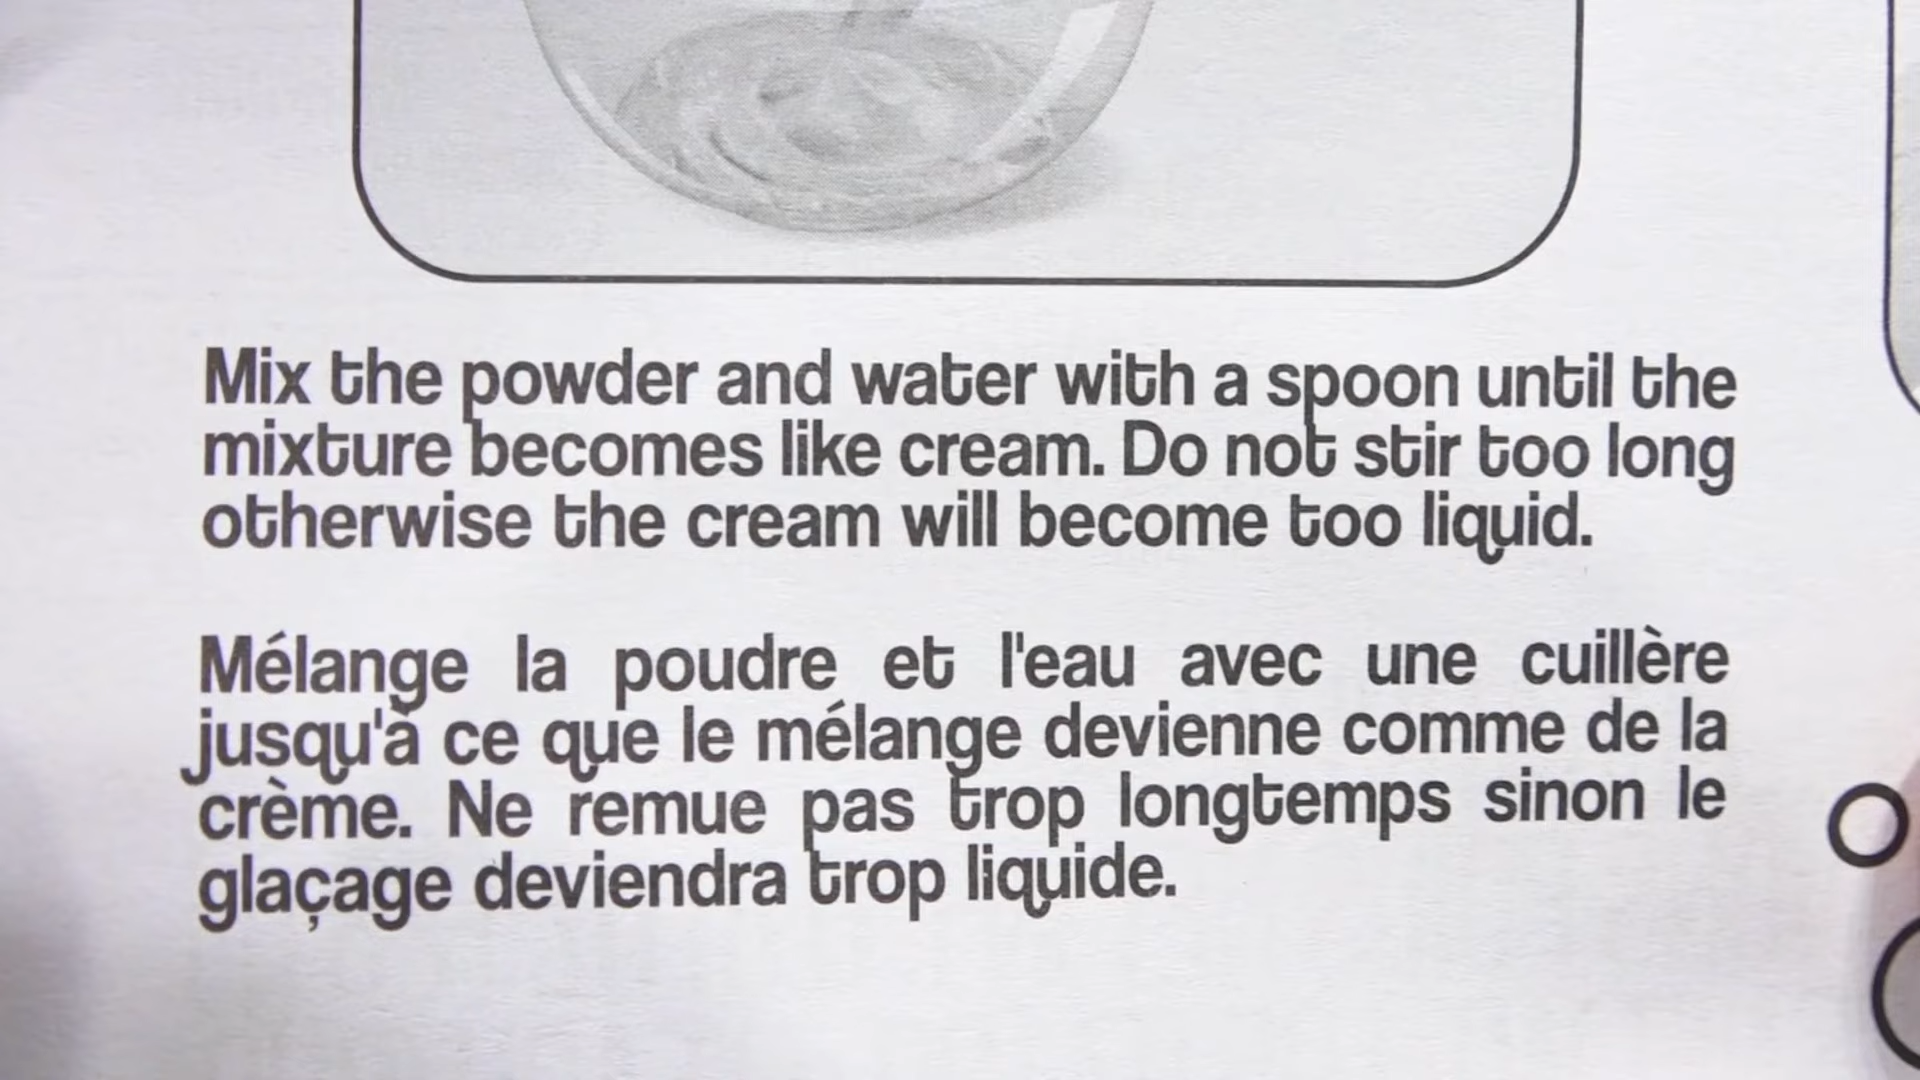 Mix the powder and water with a spoon until the
mixture becomes like cream. Do not stir too long
otherwise the cream will become too liquid.
Mélange la poudre et l'eau avec une cuillère
jusqu'à ce que le mélange devienne comme de la
crème. Ne remue pas trop longtemps sinon le
glaçage deviendra trop liquide.